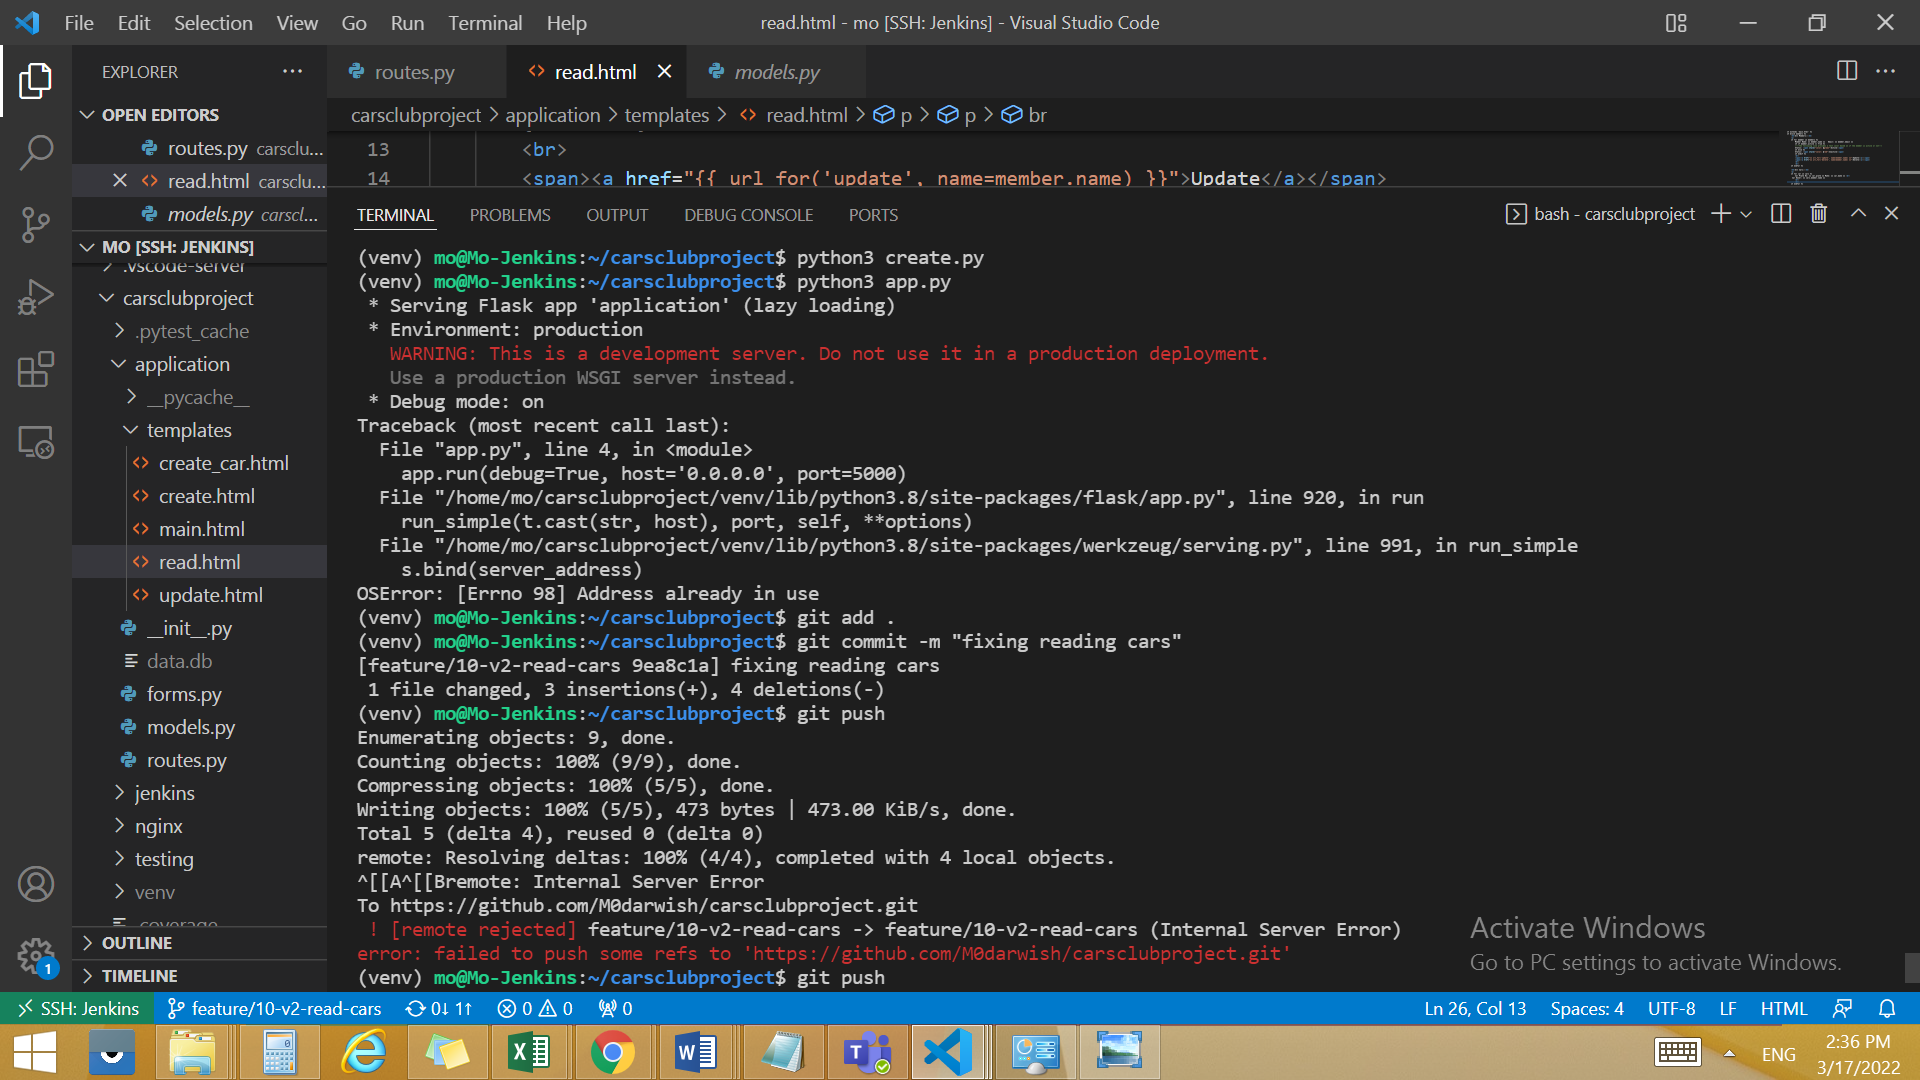 File Edit Selection View Go Run Terminal Help
read.html - mo [SSH: Jenkins] - Visual Studio Code
EXPLORER
OPEN EDITORS
routes.py carsclu...
read.html carsclu...
models.py carscl...
MO [SSH: JENKINS]
.vscode-server
carsclubproject
.pytest_cache
application
__pycache__
templates
create_car.html
create.html
main.html
read.html
update.html
__init__.py
data.db
forms.py
models.py
routes.py
jenkins
nginx
testing
venv
.coverage
OUTLINE
TIMELINE
routes.py
read.html
models.py
carsclubproject > application > templates > read.html > p > p > br
13 <br>
14 <span><a href="{{ url_for('update', name=member.name) }}">Update</a></span>
TERMINAL PROBLEMS OUTPUT DEBUG CONSOLE PORTS
bash - carsclubproject
(venv) mo@Mo-Jenkins:~/carsclubproject$ python3 create.py
(venv) mo@Mo-Jenkins:~/carsclubproject$ python3 app.py
* Serving Flask app 'application' (lazy loading)
* Environment: production
WARNING: This is a development server. Do not use it in a production deployment.
Use a production WSGI server instead.
* Debug mode: on
Traceback (most recent call last):
File "app.py", line 4, in <module>
app.run(debug=True, host='0.0.0.0', port=5000)
File "/home/mo/carsclubproject/venv/lib/python3.8/site-packages/flask/app.py", line 920, in run
run_simple(t.cast(str, host), port, self, **options)
File "/home/mo/carsclubproject/venv/lib/python3.8/site-packages/werkzeug/serving.py", line 991, in run_simple
s.bind(server_address)
OSError: [Errno 98] Address already in use
(venv) mo@Mo-Jenkins:~/carsclubproject$ git add .
(venv) mo@Mo-Jenkins:~/carsclubproject$ git commit -m "fixing reading cars"
[feature/10-v2-read-cars 9ea8c1a] fixing reading cars
1 file changed, 3 insertions(+), 4 deletions(-)
(venv) mo@Mo-Jenkins:~/carsclubproject$ git push
Enumerating objects: 9, done.
Counting objects: 100% (9/9), done.
Compressing objects: 100% (5/5), done.
Writing objects: 100% (5/5), 473 bytes | 473.00 KiB/s, done.
Total 5 (delta 4), reused 0 (delta 0)
remote: Resolving deltas: 100% (4/4), completed with 4 local objects.
^[[A^[[Bremote: Internal Server Error
To https://github.com/M0darwish/carsclubproject.git
! [remote rejected] feature/10-v2-read-cars -> feature/10-v2-read-cars (Internal Server Error)
error: failed to push some refs to 'https://github.com/M0darwish/carsclubproject.git'
(venv) mo@Mo-Jenkins:~/carsclubproject$ git push
Activate Windows
Go to PC settings to activate Windows.
1
SSH: Jenkins feature/10-v2-read-cars 0↓ 1↑ 0 0 0
Ln 26, Col 13 Spaces: 4 UTF-8 LF HTML
ENG
2:36 PM
3/17/2022